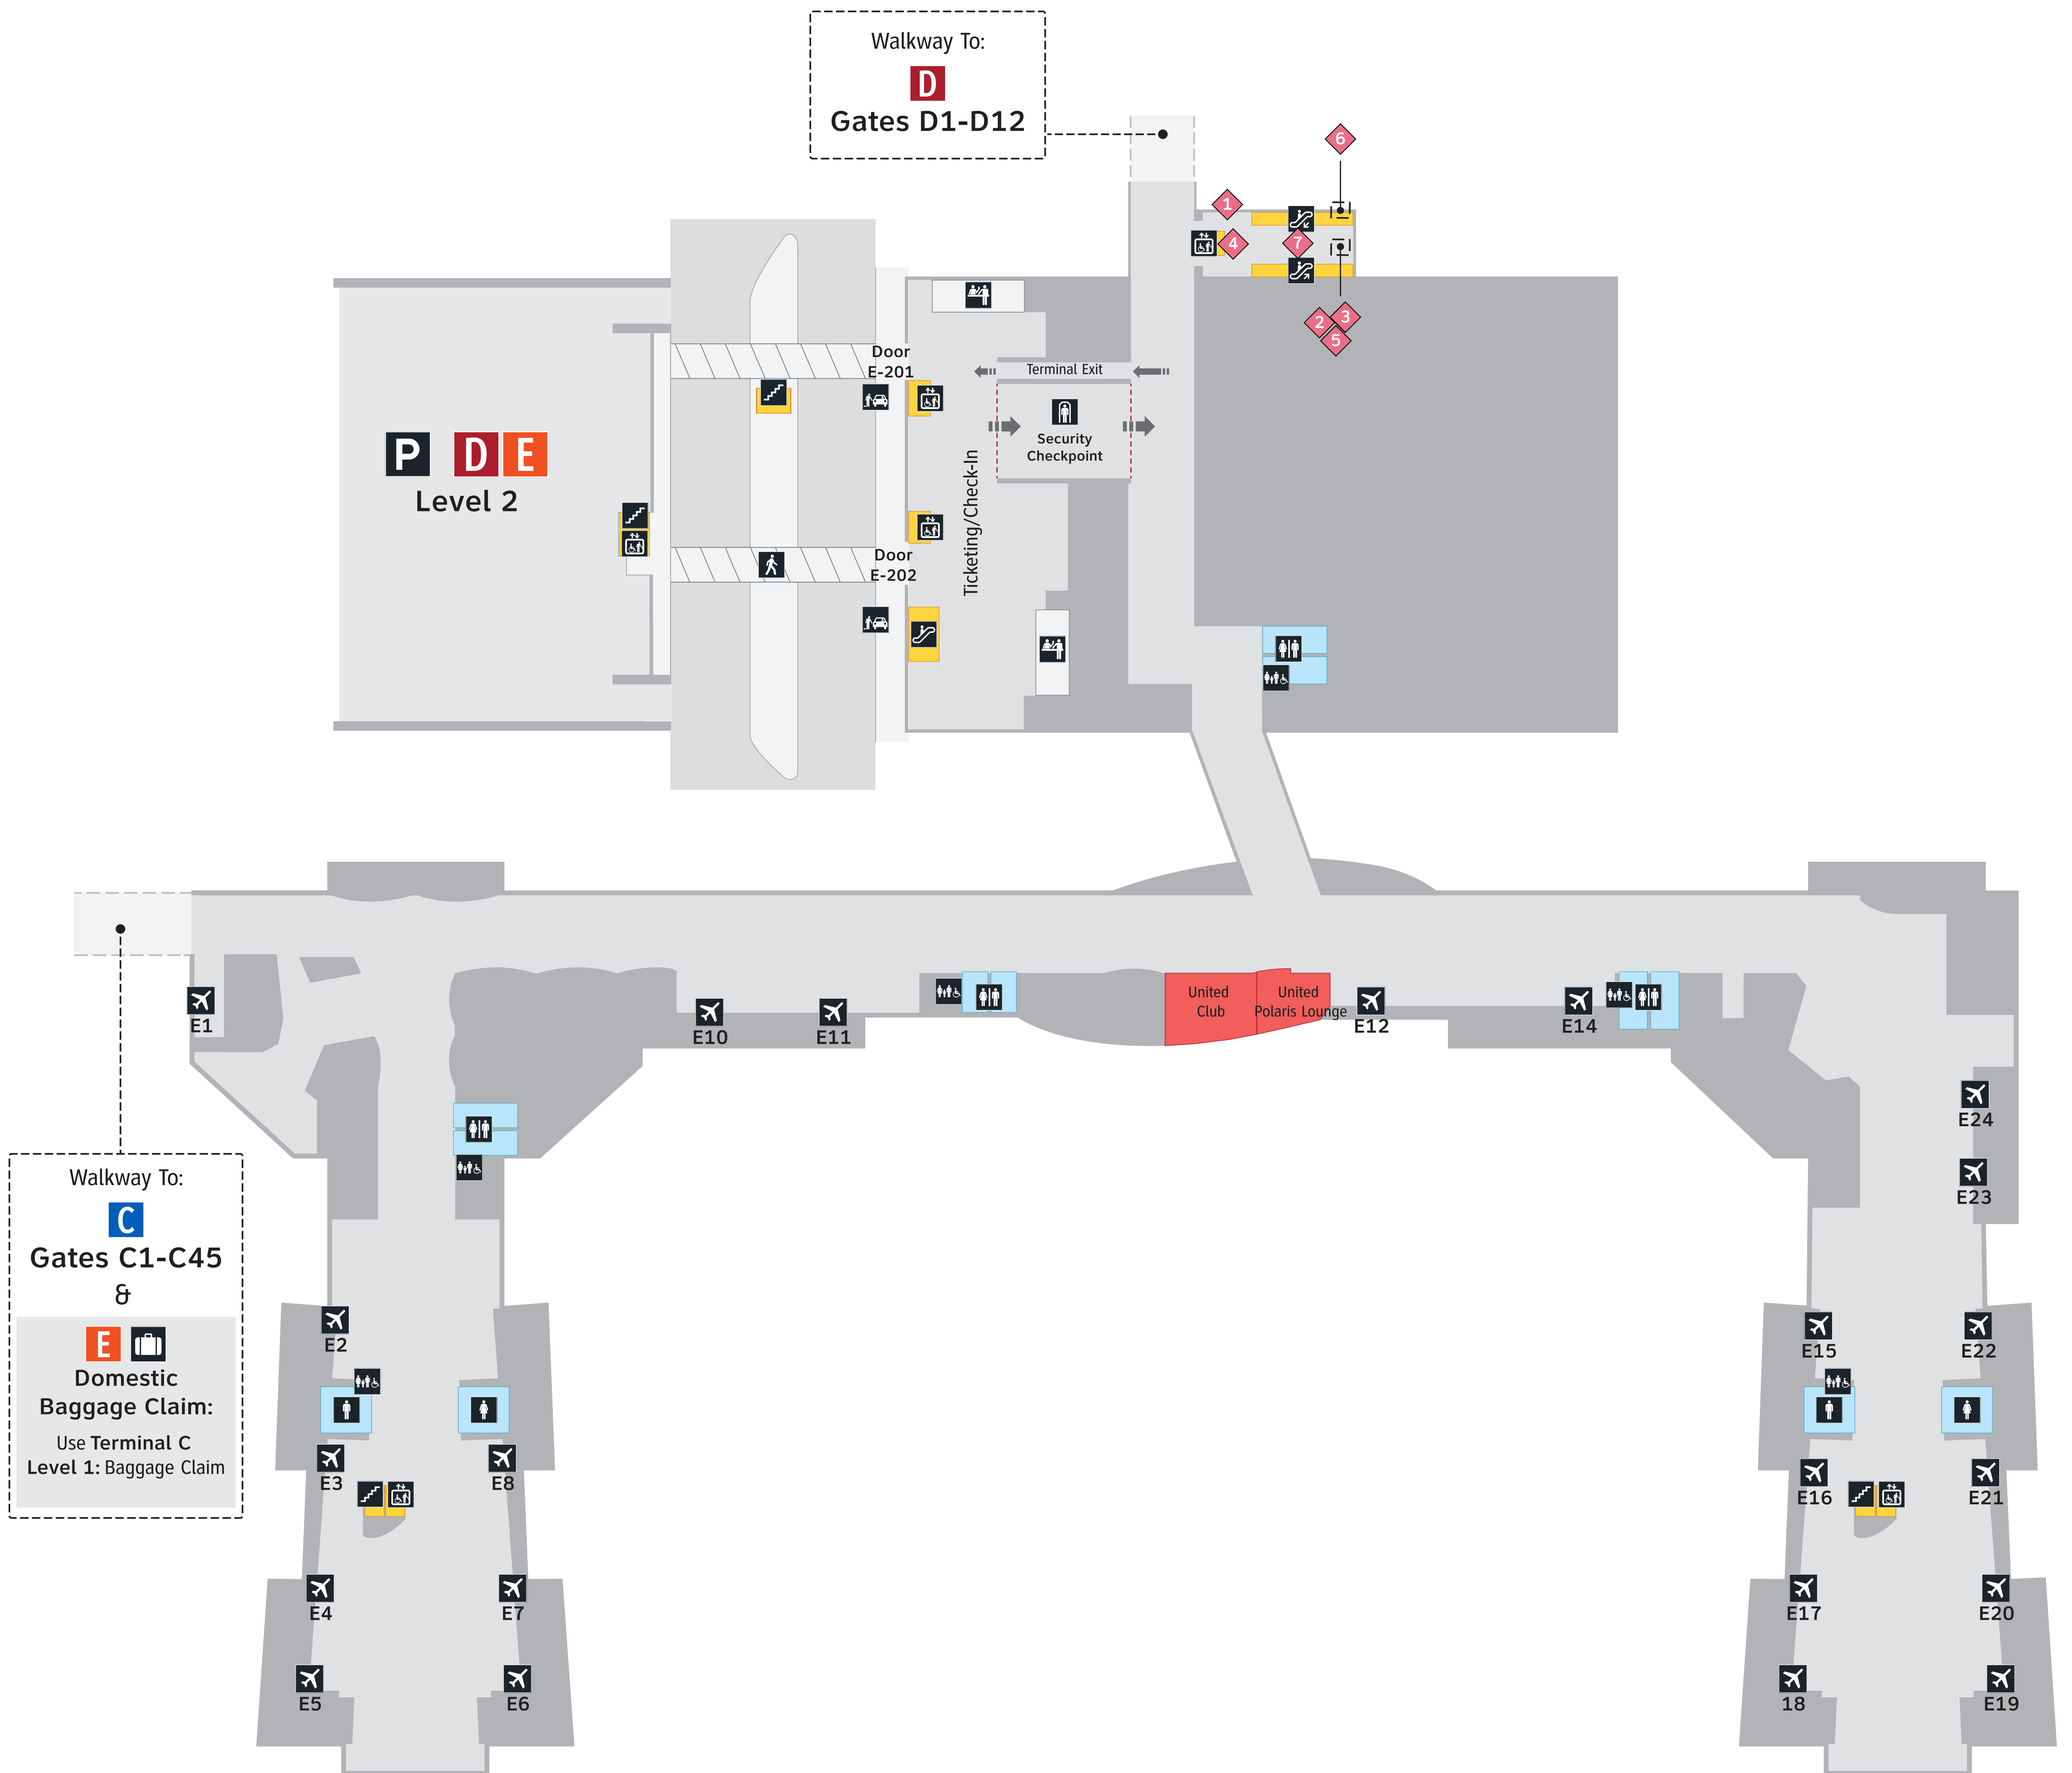 Walkway To:
D
Gates D1-D12
6
1
4
7
2
3
5
Door
E-201
Terminal Exit
Security
Checkpoint
P D E
Level 2
Ticketing/Check-In
Door
E-202
E1
E10
E11
United
Club
United
Polaris Lounge
E12
E14
E24
E23
Walkway To:
C
Gates C1-C45
&
E
Domestic
Baggage Claim:
Use Terminal C
Level 1: Baggage Claim
E2
E3
E8
E4
E7
E5
E6
E15
E22
E16
E21
E17
E20
18
E19